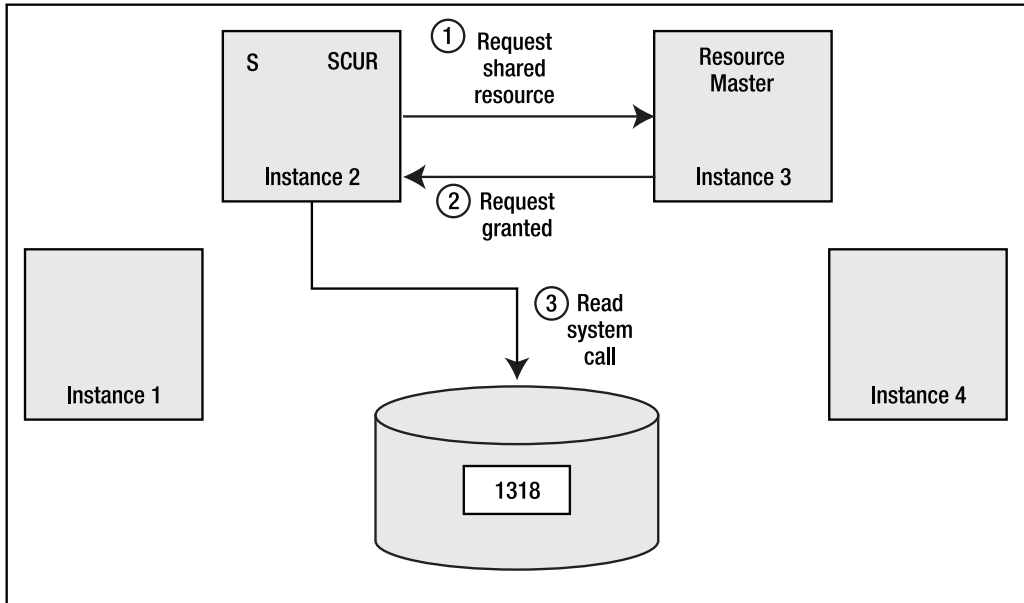 S SCUR
Instance 2
1 Request
shared
resource
Resource
Master
Instance 3
2 Request
granted
Instance 1
3 Read
system
call
Instance 4
1318